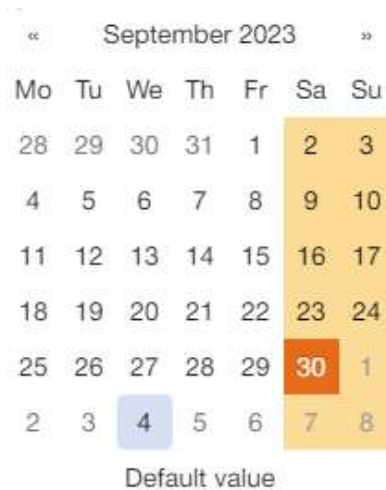 « September 2023 »
Mo Tu We Th Fr Sa Su
28 29 30 31 1 2 3
4 5 6 7 8 9 10
11 12 13 14 15 16 17
18 19 20 21 22 23 24
25 26 27 28 29 30 1
2 3 4 5 6 7 8
Default value